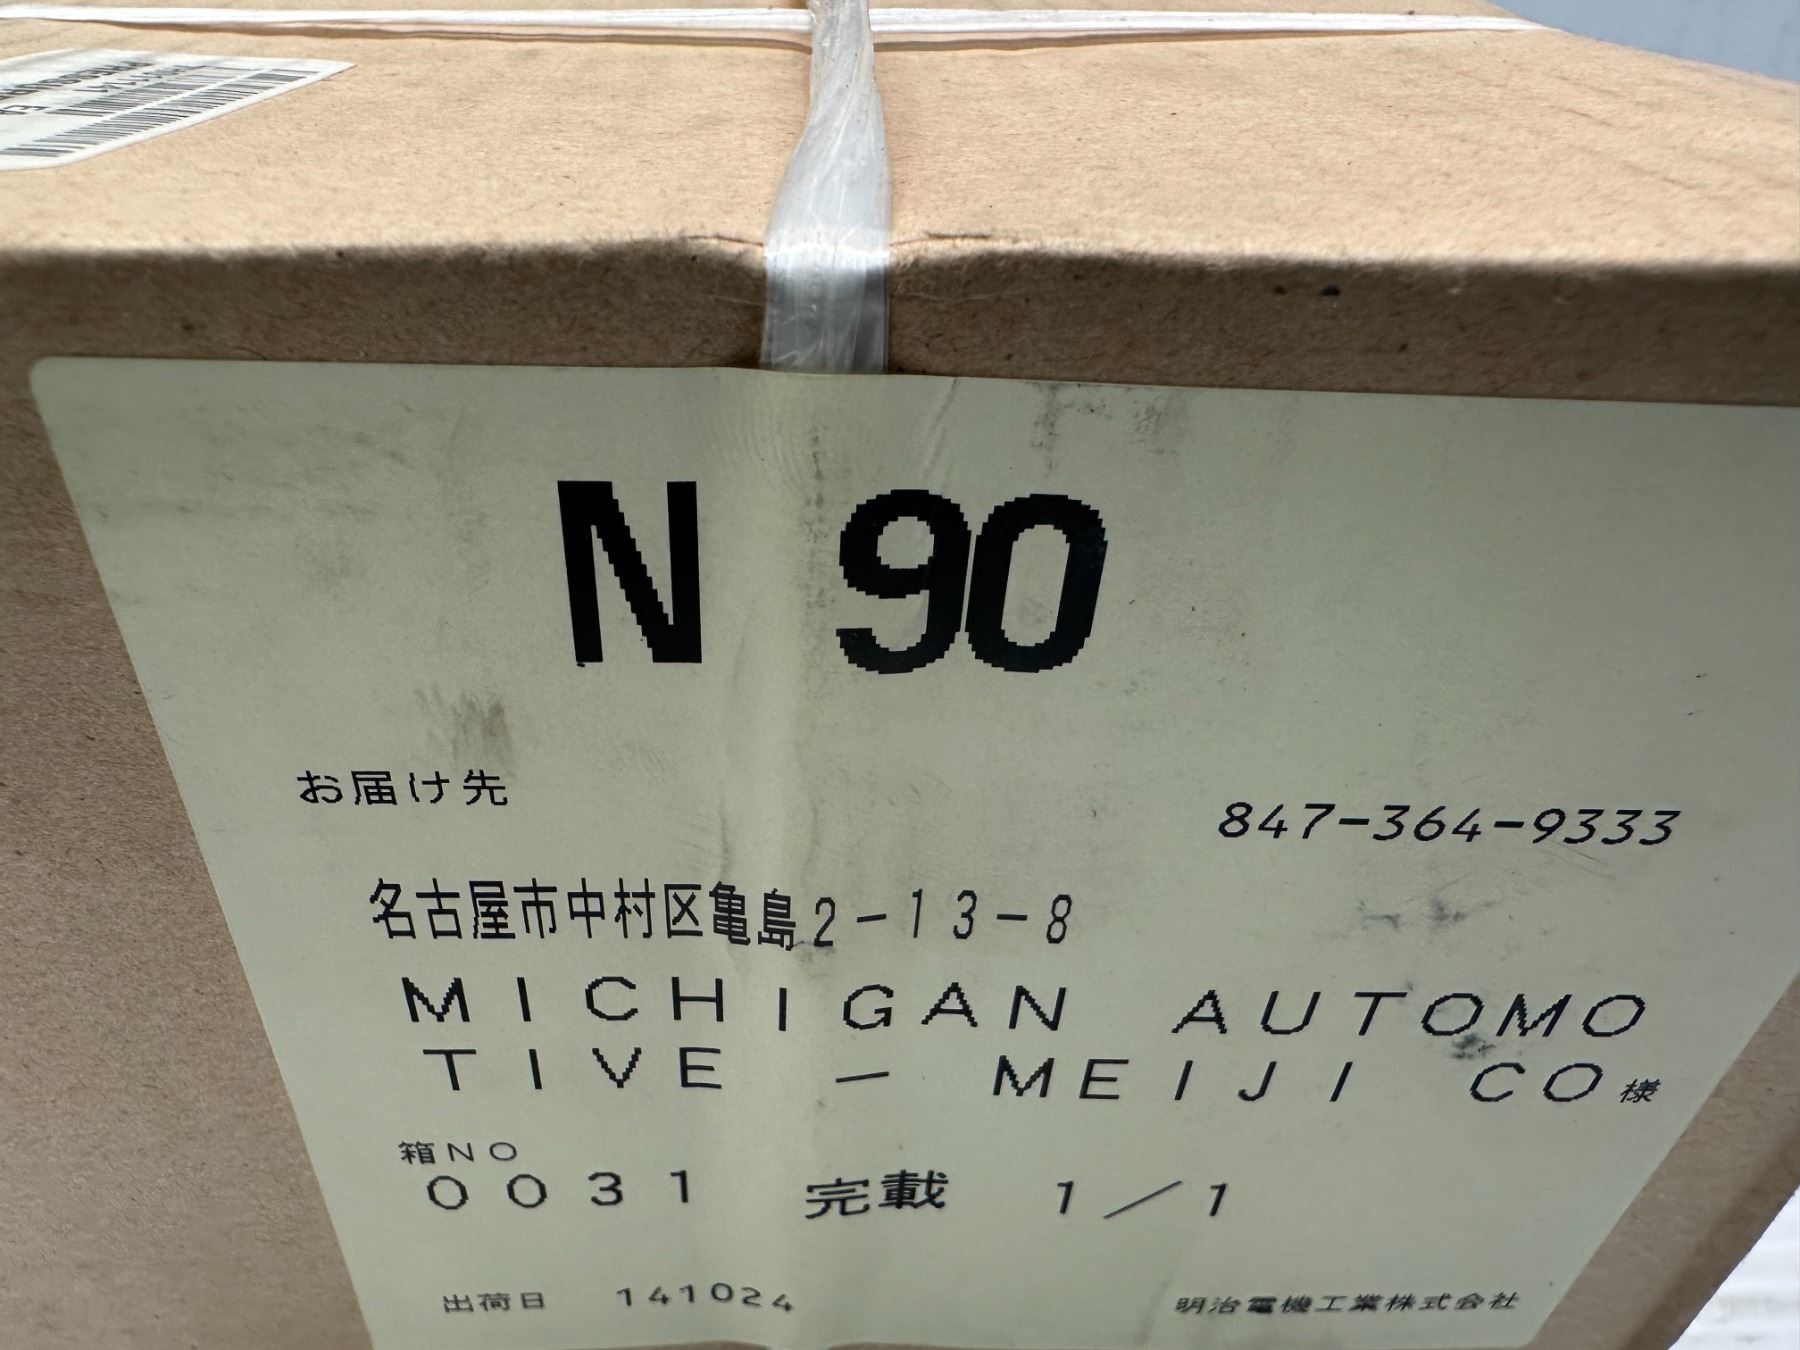 N 90
お届け先
847-364-9333
名古屋市中村区亀島2-13-8
MICHIGAN AUTOMO
TIVE - MEIJI CO様
箱NO
0031 完載 1/1
出荷日 141024
明治電機工業株式会社